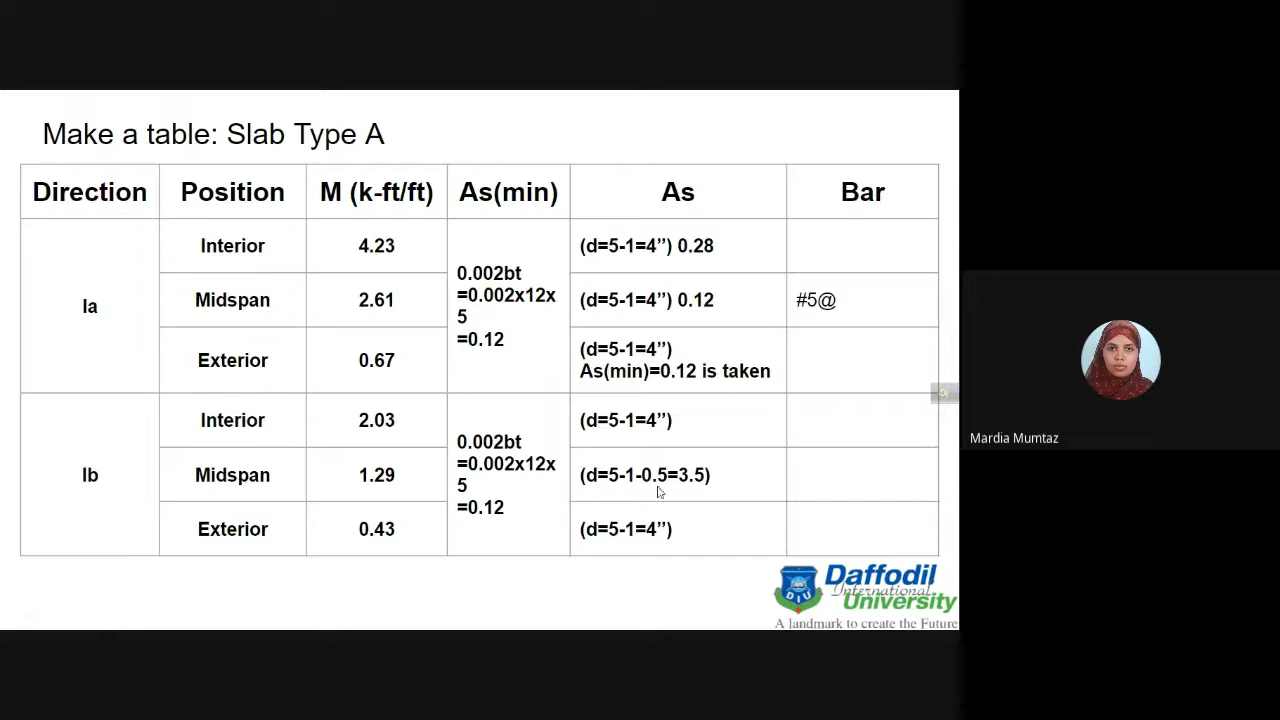 Make a table: Slab Type A
Direction Position M (k-ft/ft) As(min) As Bar
Ia
Interior 4.23
0.002bt
=0.002x12x
5
=0.12
(d=5-1=4’’) 0.28
Midspan 2.61 (d=5-1=4’’) 0.12 #5@
Exterior 0.67
(d=5-1=4’’)
As(min)=0.12 is taken
Ib
Interior 2.03
0.002bt
=0.002x12x
5
=0.12
(d=5-1=4’’)
Midspan 1.29 (d=5-1-0.5=3.5)
Exterior 0.43 (d=5-1=4’’)
DIU
Daffodil
International
University
A landmark to create the Future
Mardia Mumtaz